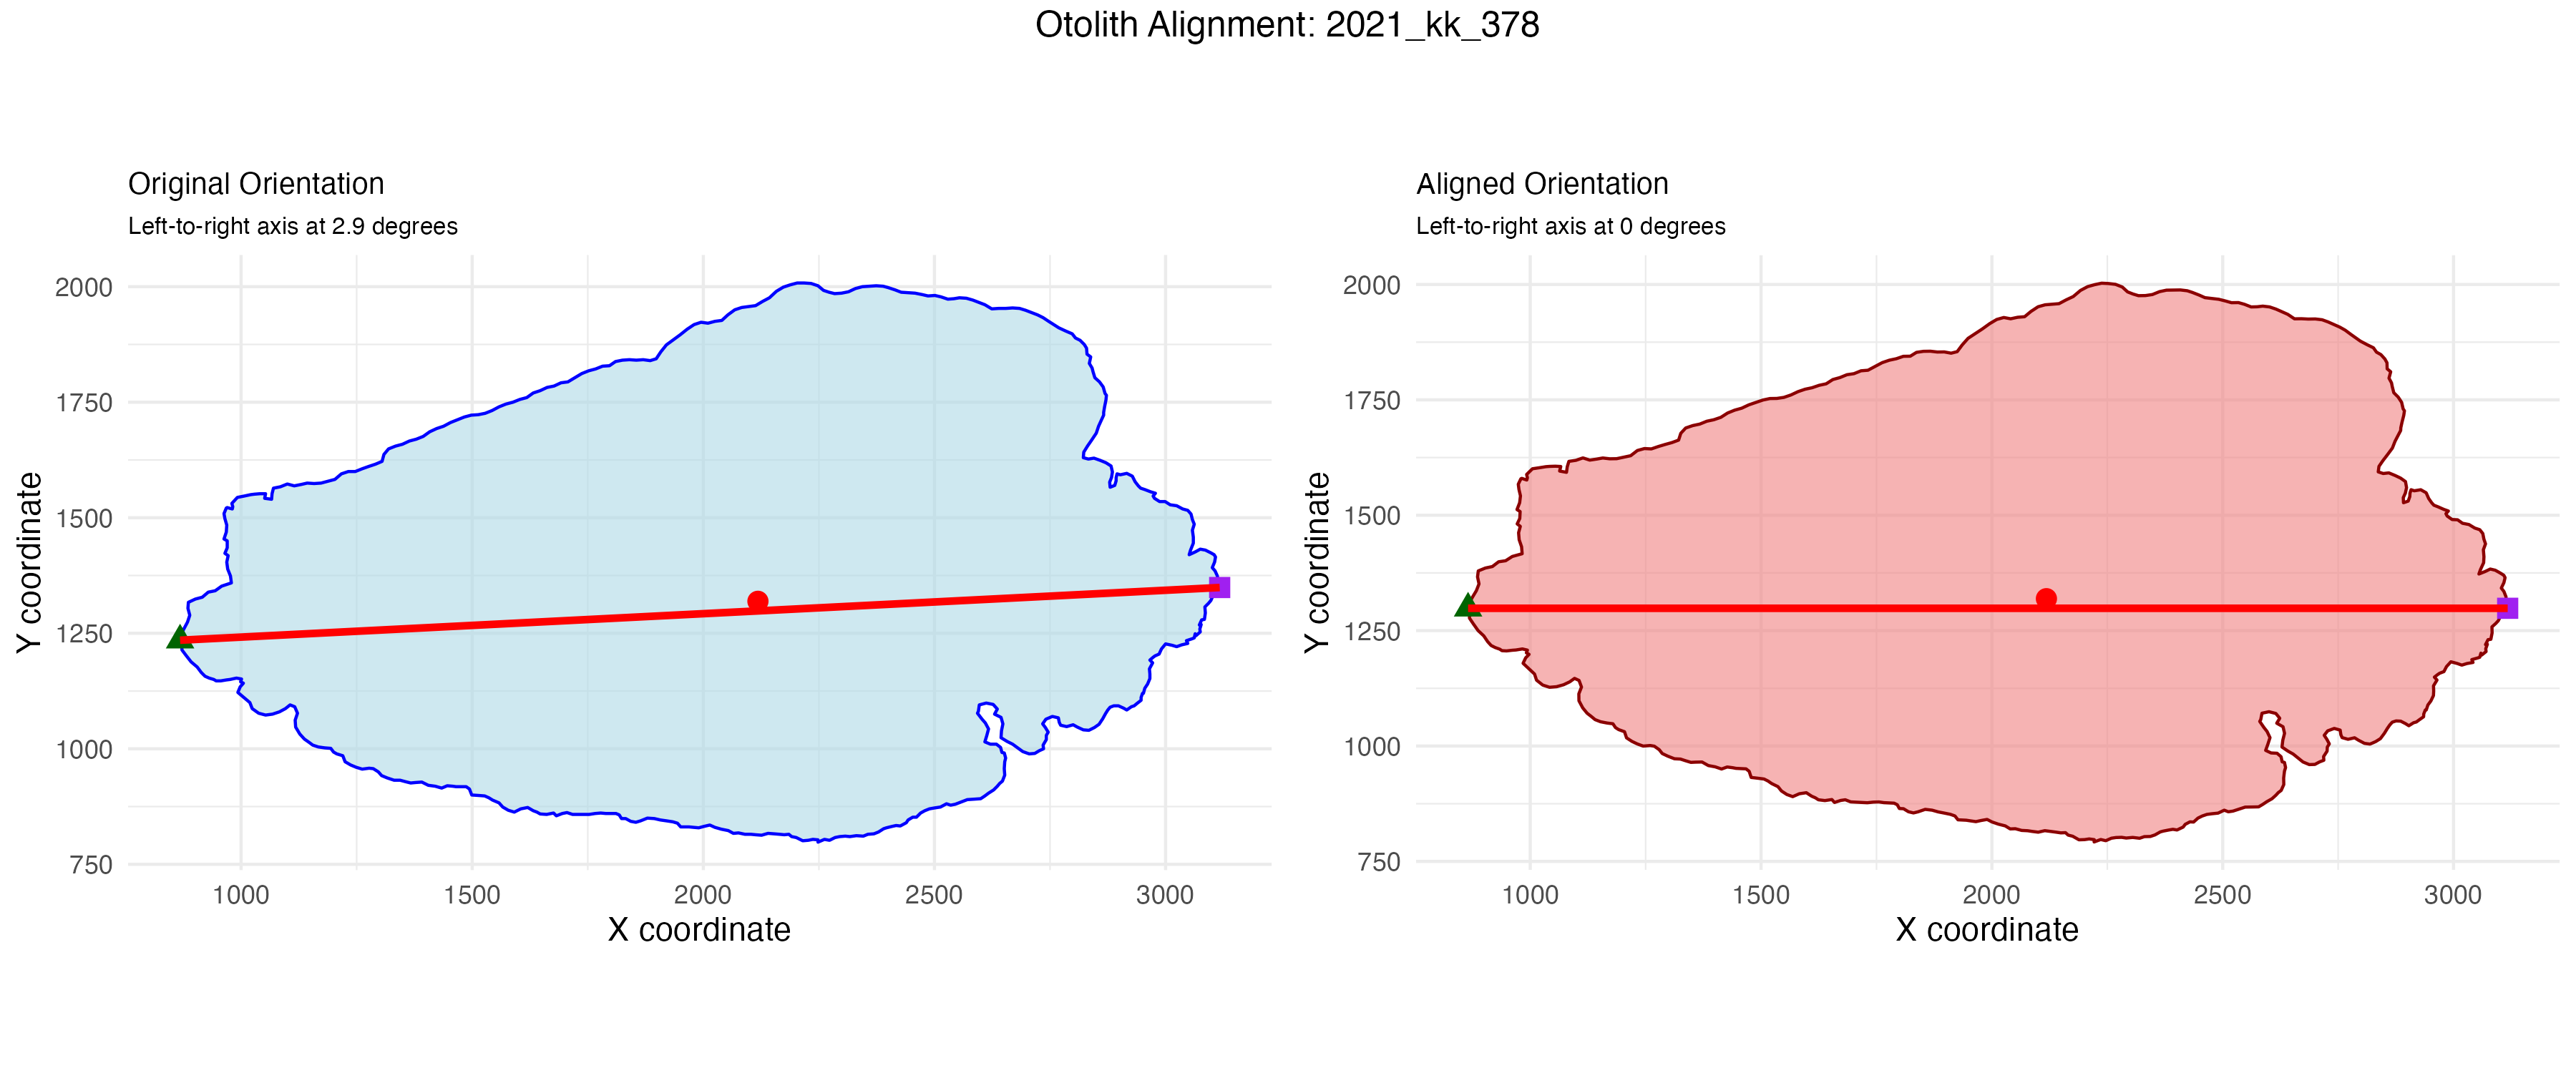 Otolith Alignment: 2021_kk_378
Original Orientation
Left-to-right axis at 2.9 degrees
2000
1750
1500
1250
1000
750
Y coordinate
1000 1500 2000 2500 3000
X coordinate
Aligned Orientation
Left-to-right axis at 0 degrees
2000
1750
1500
1250
1000
750
Y coordinate
1000 1500 2000 2500 3000
X coordinate